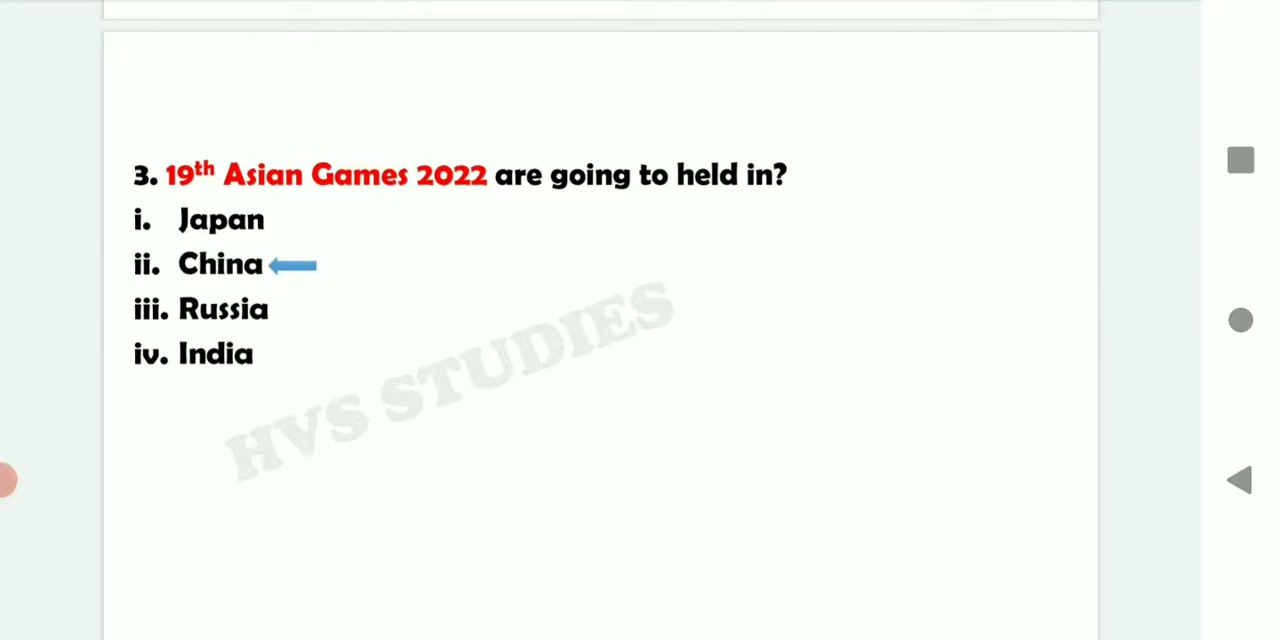 3. 19th Asian Games 2022 are going to held in?
i. Japan
ii. China
iii. Russia
iv. India
HVS STUDIES